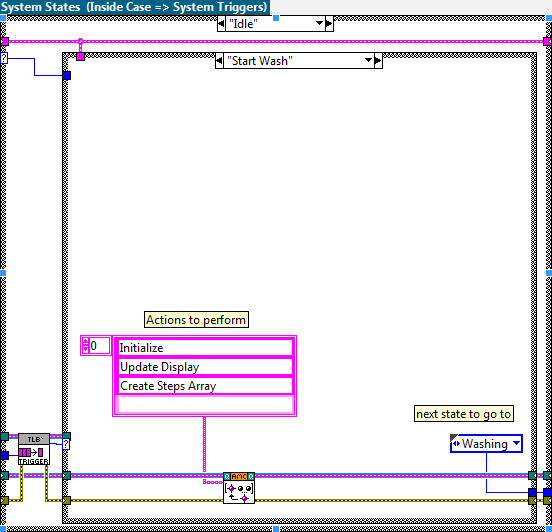 System States (Inside Case => System Triggers)
"Idle"
"Start Wash"
?
Actions to perform
0
Initialize
Update Display
Create Steps Array
next state to go to
Washing
TLB
?
TRIGGER